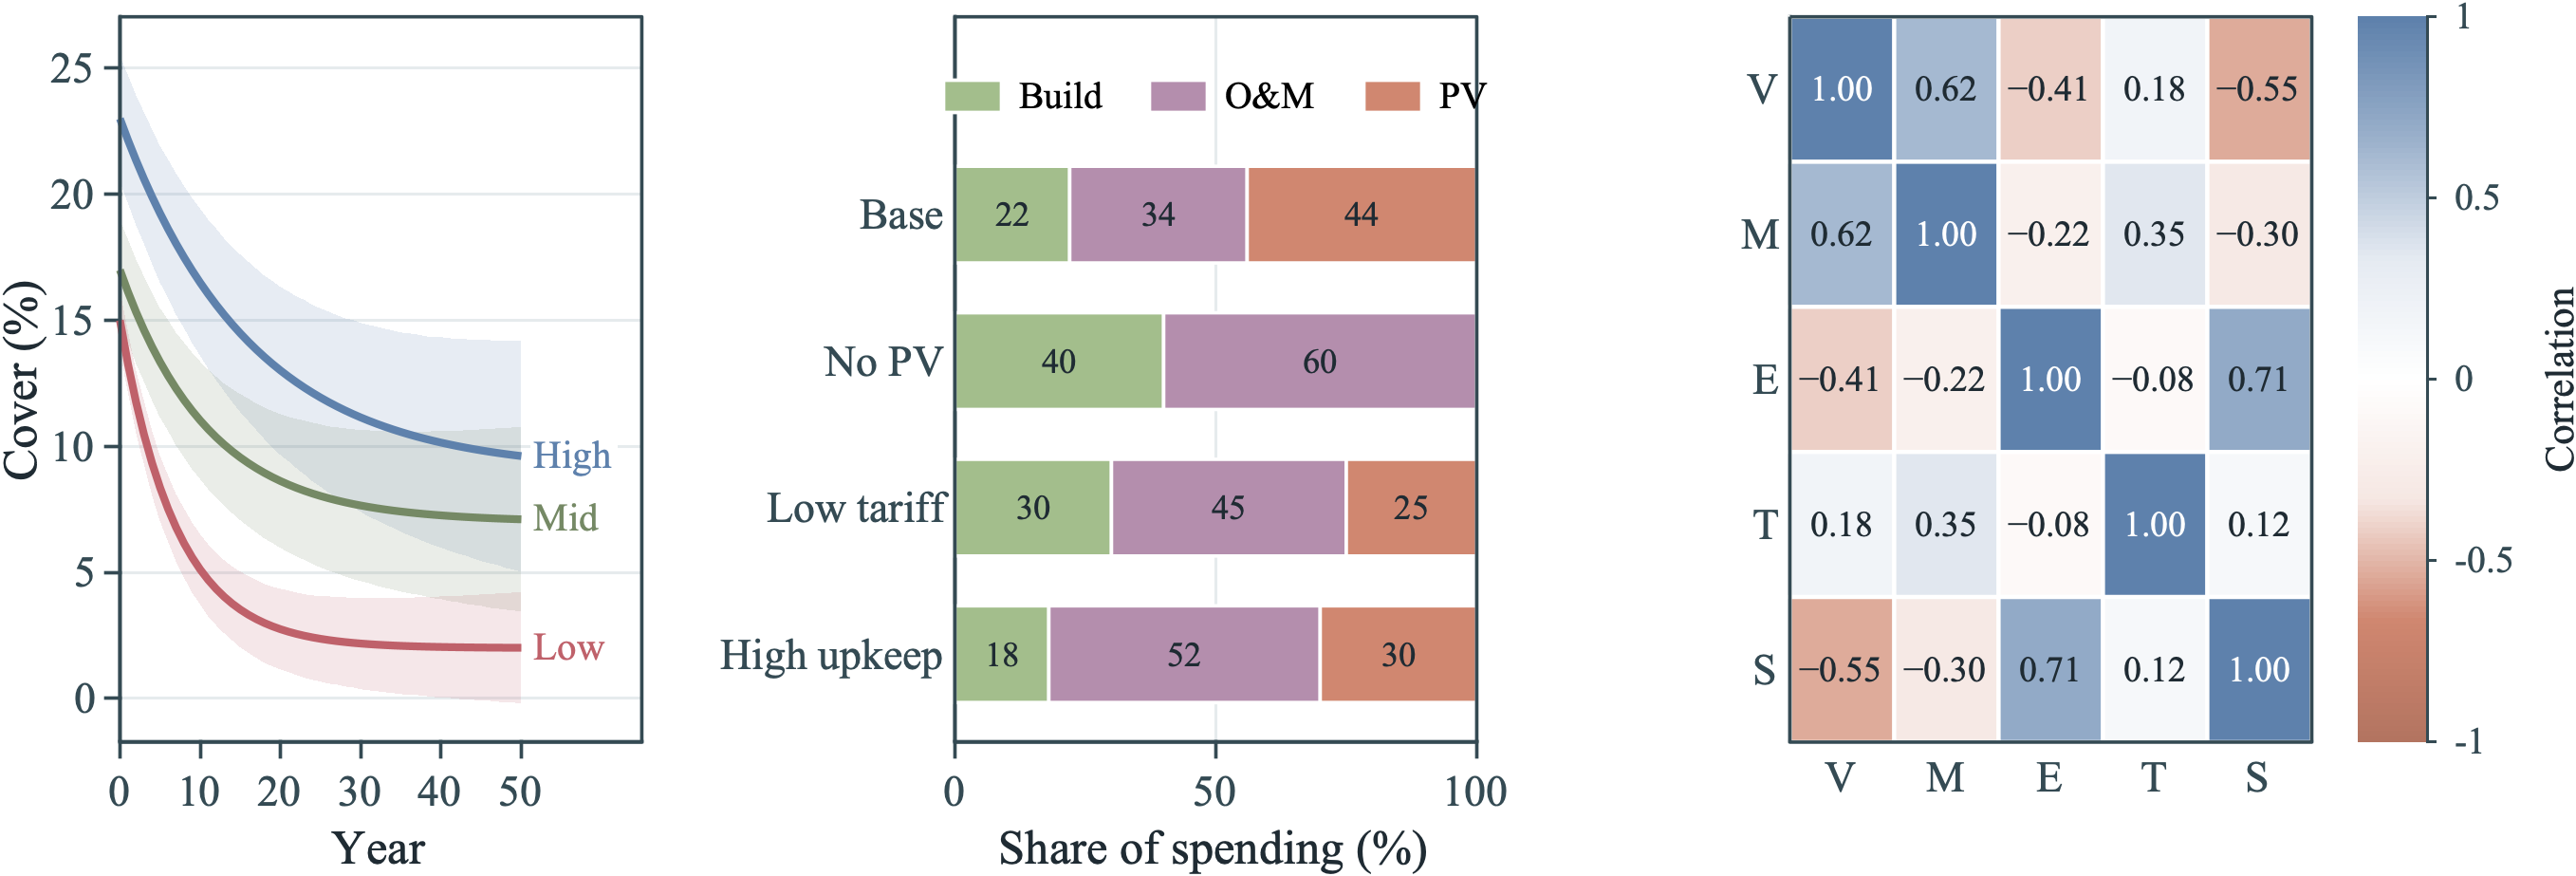 25
20
15
10
5
0
Cover (%)
High
Mid
Low
0 10 20 30 40 50
Year
Build O&M PV
Base 22 34 44
No PV 40 60
Low tariff 30 45 25
High upkeep 18 52 30
0 50 100
Share of spending (%)
V 1.00 0.62 −0.41 0.18 −0.55
M 0.62 1.00 −0.22 0.35 −0.30
E −0.41 −0.22 1.00 −0.08 0.71
T 0.18 0.35 −0.08 1.00 0.12
S −0.55 −0.30 0.71 0.12 1.00
V M E T S
1
0.5
0
-0.5
-1
Correlation